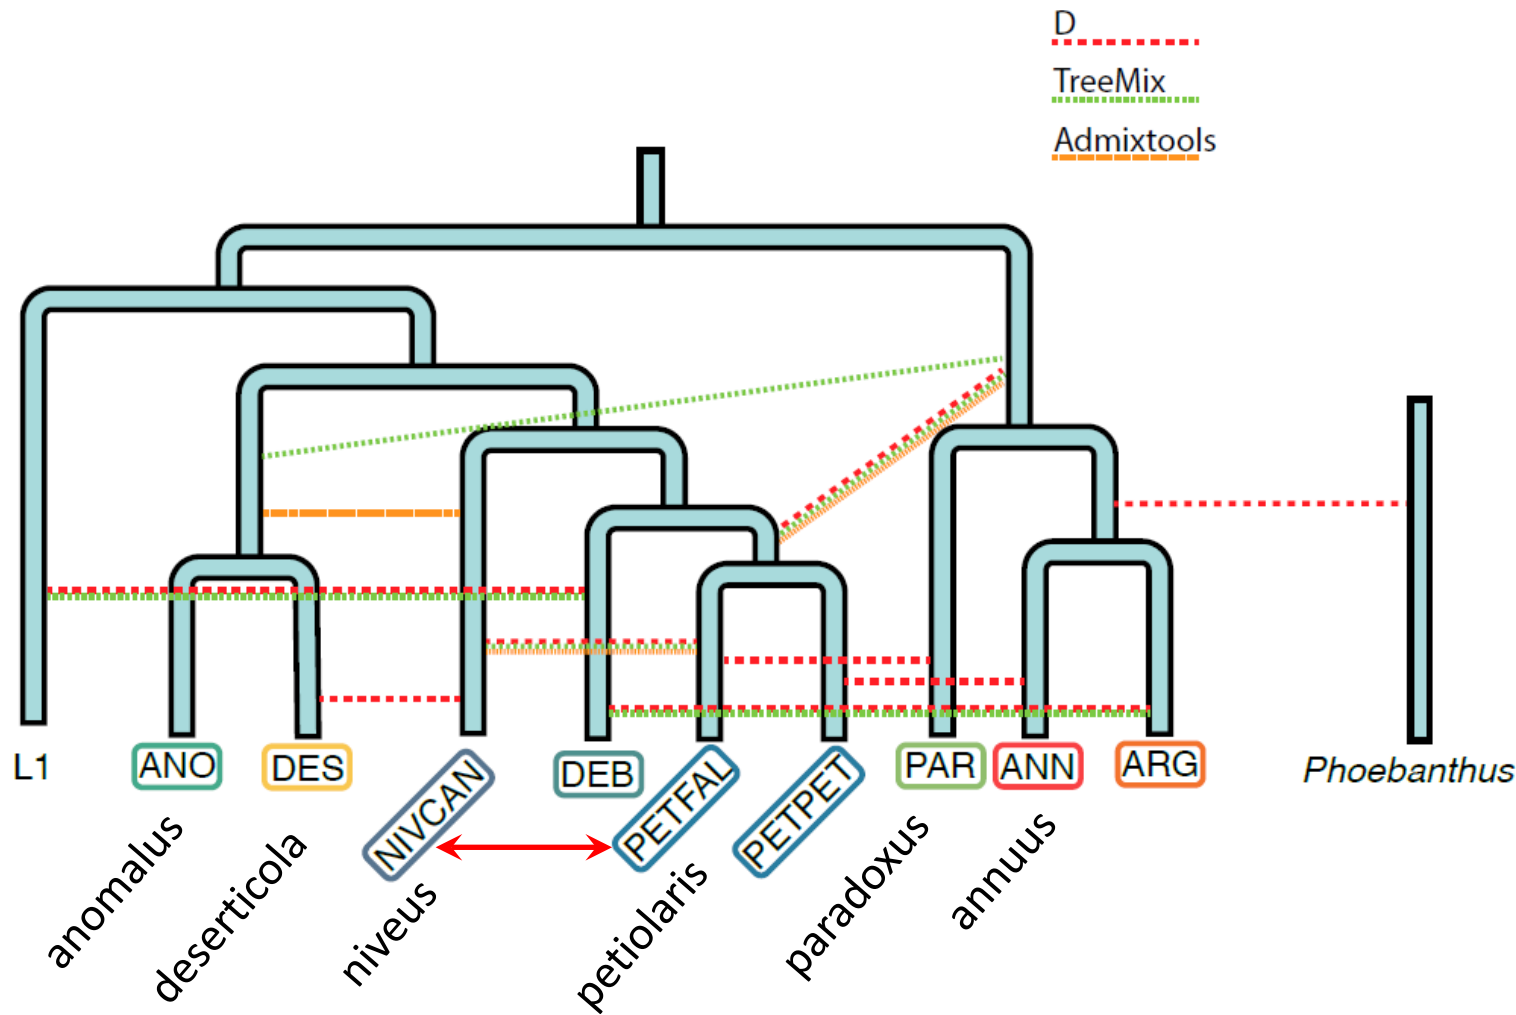 D
TreeMix
Admixtools
L1
ANO
DES
NIVCAN
DEB
PETFAL
PETPET
PAR
ANN
ARG
Phoebanthus
anomalus
deserticola
niveus
petiolaris
paradoxus
annuus